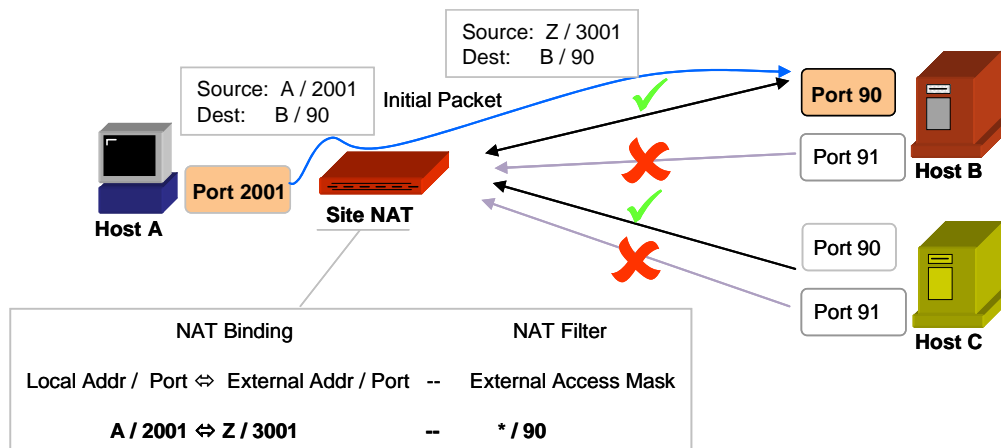 Source: Z / 3001
Dest: B / 90
Source: A / 2001
Dest: B / 90
Initial Packet
Port 90
Port 91
Host B
Port 2001
Host A
Site NAT
Port 90
Port 91
Host C
NAT Binding NAT Filter
Local Addr / Port ⇔ External Addr / Port -- External Access Mask
A / 2001 ⇔ Z / 3001 -- * / 90